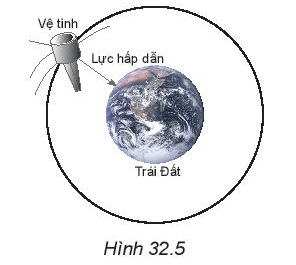 Vệ tinh
Lực hấp dẫn
Trái Đất
Hình 32.5